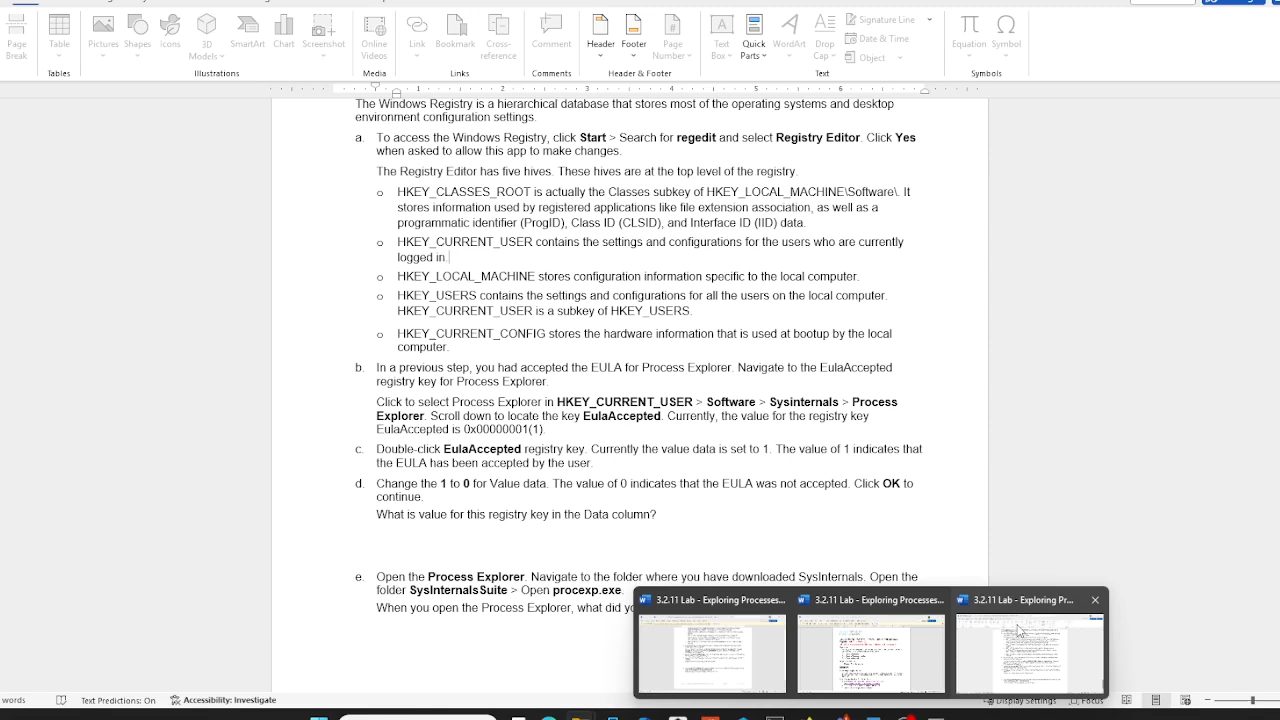 Page Break
Table
Pictures
3D Models
SmartArt
Chart
Screenshot
Online Videos
Link
Bookmark
Cross-reference
Comment
Header
Footer
Page Number
Text Box
Quick Parts
WordArt
Drop Cap
Signature Line
Date & Time
Object
Equation
Symbol
Tables
Illustrations
Media
Links
Comments
Header & Footer
Text
Symbols
1 2 3 4 5 6
The Windows Registry is a hierarchical database that stores most of the operating systems and desktop
environment configuration settings.
a. To access the Windows Registry, click Start > Search for regedit and select Registry Editor. Click Yes
when asked to allow this app to make changes.
The Registry Editor has five hives. These hives are at the top level of the registry.
o HKEY_CLASSES_ROOT is actually the Classes subkey of HKEY_LOCAL_MACHINE\Software\. It
stores information used by registered applications like file extension association, as well as a
programmatic identifier (ProgID), Class ID (CLSID), and Interface ID (IID) data.
o HKEY_CURRENT_USER contains the settings and configurations for the users who are currently
logged in.
o HKEY_LOCAL_MACHINE stores configuration information specific to the local computer.
o HKEY_USERS contains the settings and configurations for all the users on the local computer.
HKEY_CURRENT_USER is a subkey of HKEY_USERS.
o HKEY_CURRENT_CONFIG stores the hardware information that is used at bootup by the local
computer.
b. In a previous step, you had accepted the EULA for Process Explorer. Navigate to the EulaAccepted
registry key for Process Explorer.
Click to select Process Explorer in HKEY_CURRENT_USER > Software > Sysinternals > Process
Explorer. Scroll down to locate the key EulaAccepted. Currently, the value for the registry key
EulaAccepted is 0x00000001(1).
c. Double-click EulaAccepted registry key. Currently the value data is set to 1. The value of 1 indicates that
the EULA has been accepted by the user.
d. Change the 1 to 0 for Value data. The value of 0 indicates that the EULA was not accepted. Click OK to
continue.
What is value for this registry key in the Data column?
e. Open the Process Explorer. Navigate to the folder where you have downloaded SysInternals. Open the
folder SysInternalsSuite > Open procexp.exe.
When you open the Process Explorer, what did yo
3.2.11 Lab - Exploring Processes...
3.2.11 Lab - Exploring Processes...
3.2.11 Lab - Exploring Pr...
words
Text Predictions: On
Accessibility: Investigate
Display Settings
Focus